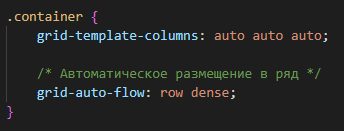 .container {
    grid-template-columns: auto auto auto;

    /* Автоматическое размещение в ряд */
    grid-auto-flow: row dense;
}